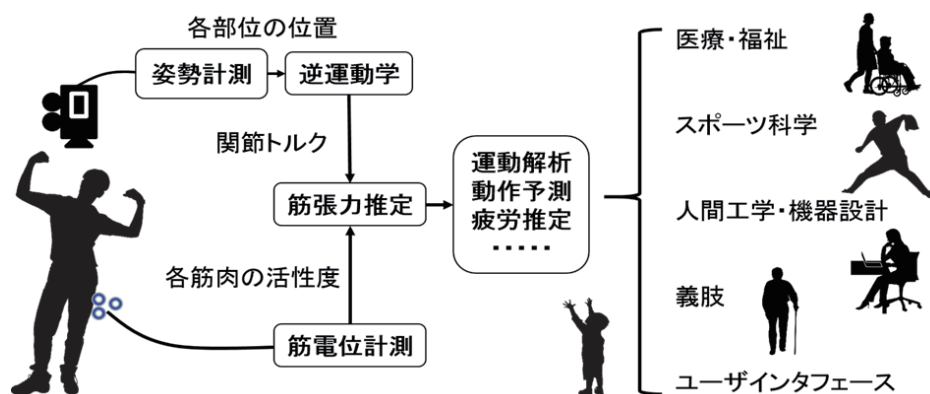 各部位の位置
姿勢計測
逆運動学
関節トルク
筋張力推定
各筋肉の活性度
筋電位計測
運動解析
動作予測
疲労推定
.....
医療・福祉
スポーツ科学
人間工学・機器設計
義肢
ユーザインタフェース